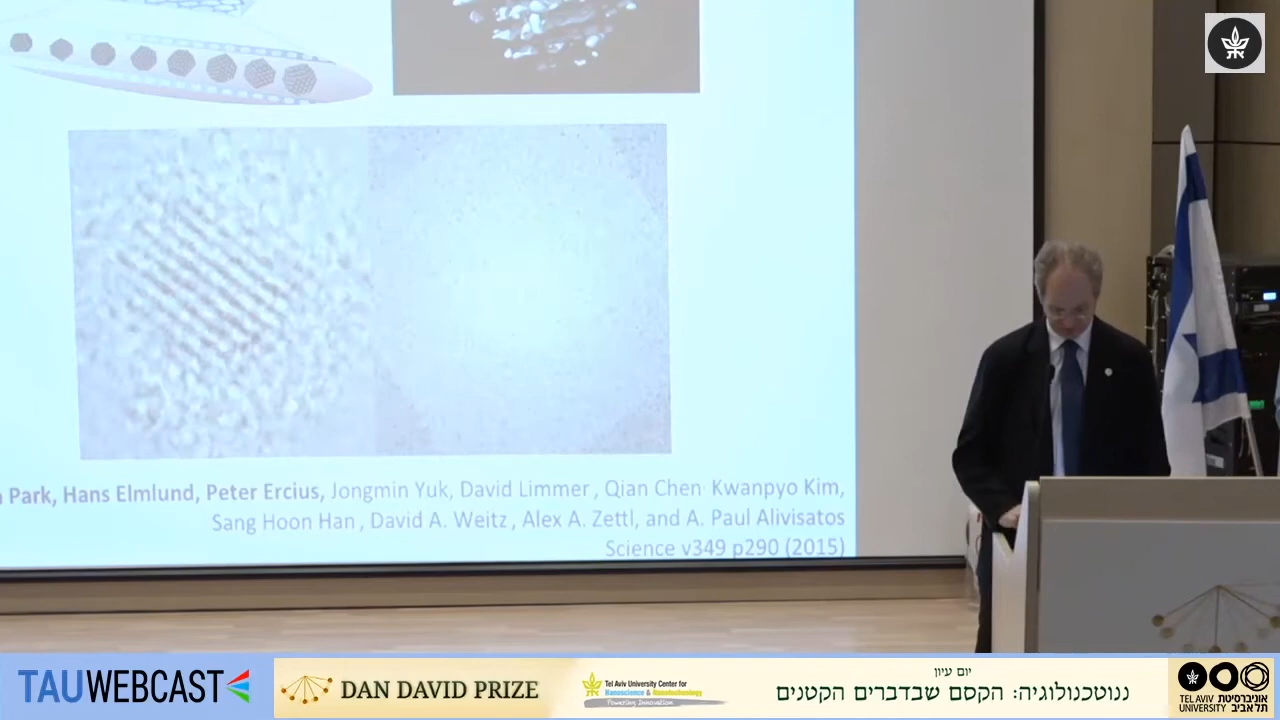 Park, Hans Elmlund, Peter Ercius, Jongmin Yuk, David Limmer, Qian Chen Kwanpyo Kim,
Sang Hoon Han, David A. Weitz, Alex A. Zettl, and A. Paul Alivisatos
Science v349 p290 (2015)
TAUWEBCAST
DAN DAVID PRIZE
Tel Aviv University Center for
Nanoscience & Nanotechnology
Powering Innovation
יום עיון
ננוטכנולוגיה: הקסם שבדברים הקטנים
TEL AVIV UNIVERSITY
אוניברסיטת תל אביב